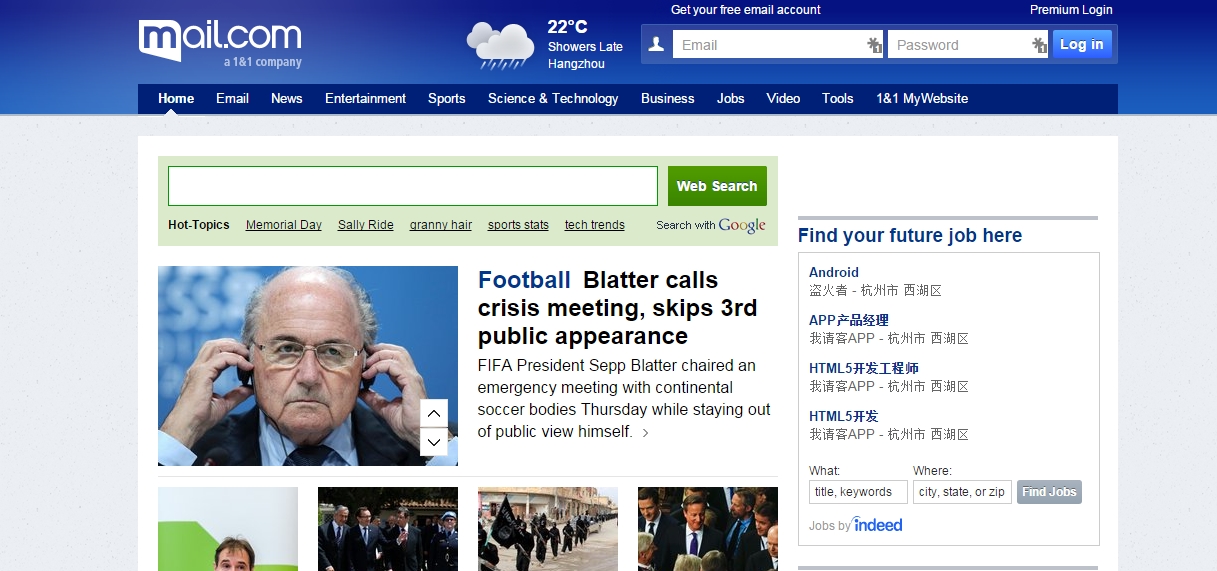 Get your free email account
Premium Login
mail.com
a 1&1 company
22°C
Showers Late
Hangzhou
Email
Password
Log in
Home Email News Entertainment Sports Science & Technology Business Jobs Video Tools 1&1 MyWebsite
Web Search
Hot-Topics Memorial Day Sally Ride granny hair sports stats tech trends Search with Google
Football Blatter calls
crisis meeting, skips 3rd
public appearance
FIFA President Sepp Blatter chaired an
emergency meeting with continental
soccer bodies Thursday while staying out
of public view himself.
Find your future job here
Android
盗火者 - 杭州市 西湖区
APP产品经理
我请客APP - 杭州市 西湖区
HTML5开发工程师
我请客APP - 杭州市 西湖区
HTML5开发
我请客APP - 杭州市 西湖区
What: Where:
title, keywords city, state, or zip Find Jobs
Jobs by indeed